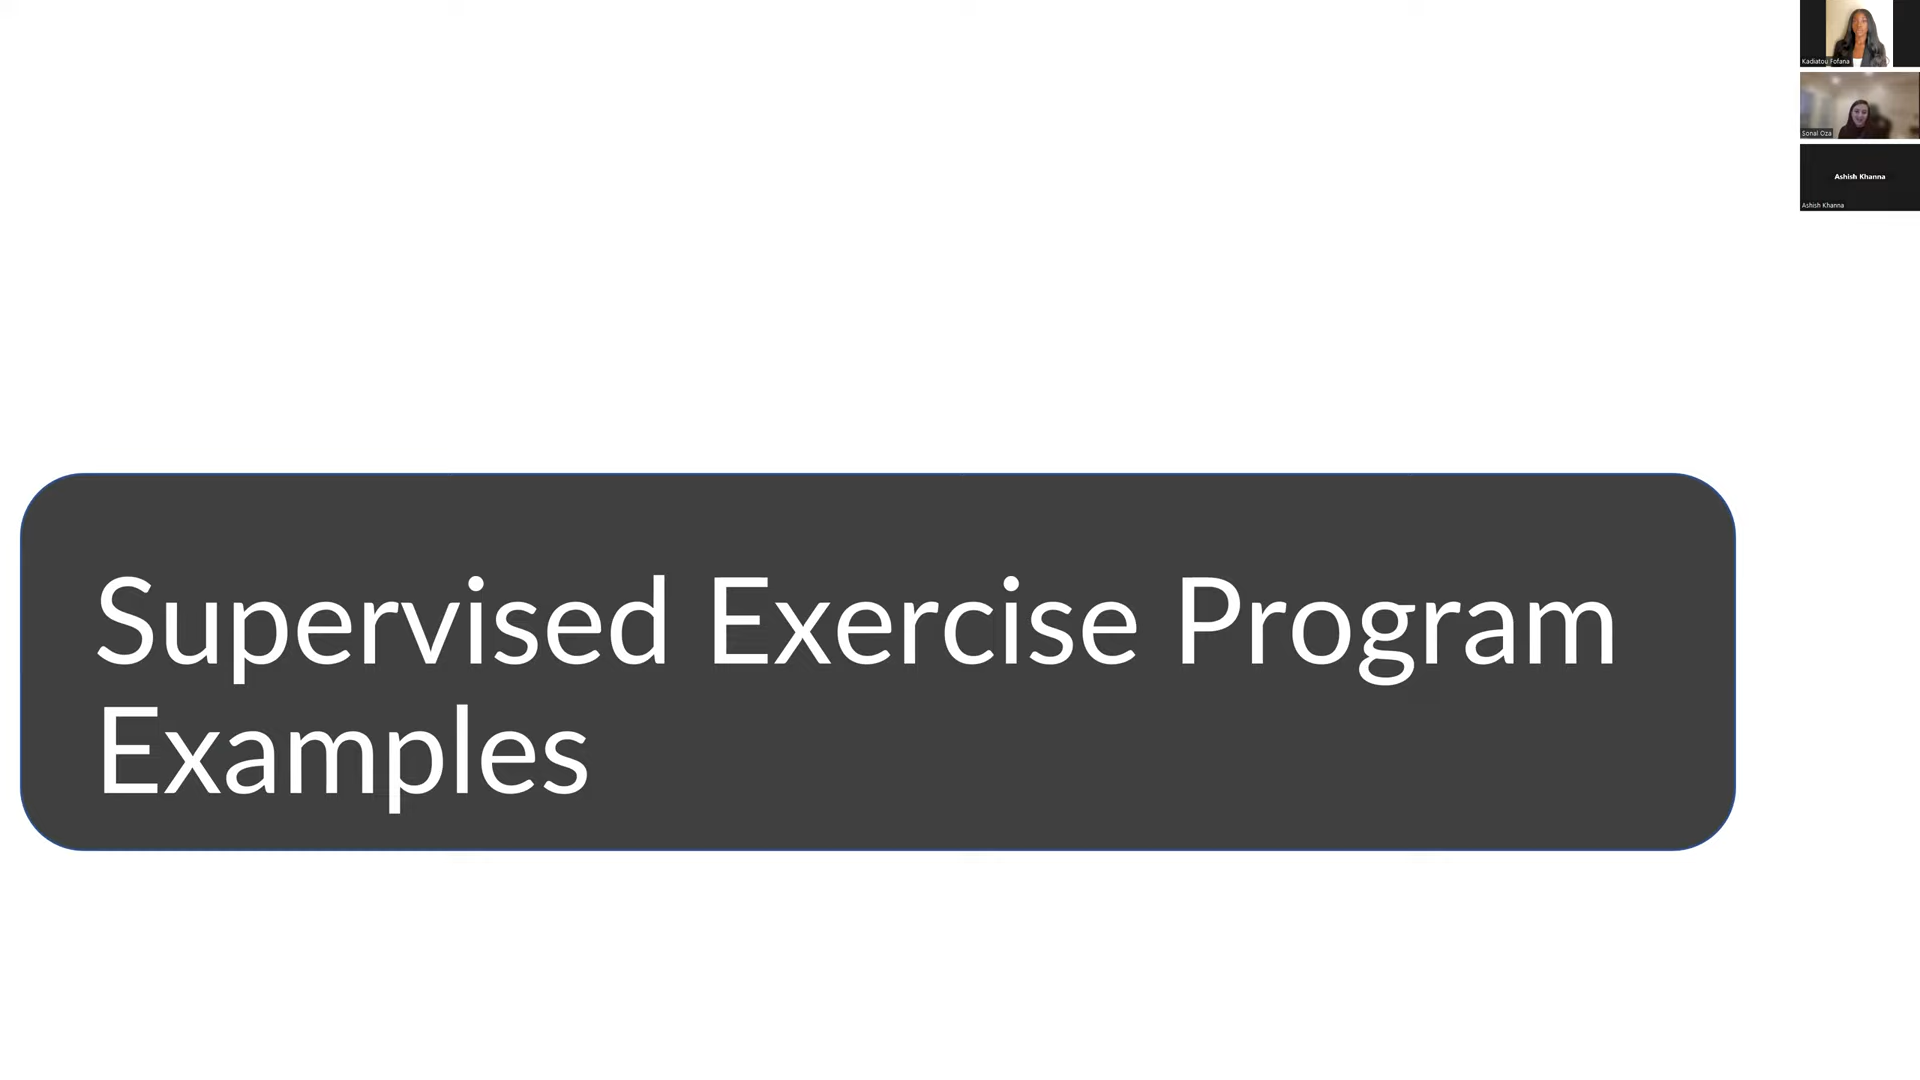 Kadiatou Fofana
Sonal Oza
Ashish Khanna
Ashish Khanna
Supervised Exercise Program
Examples